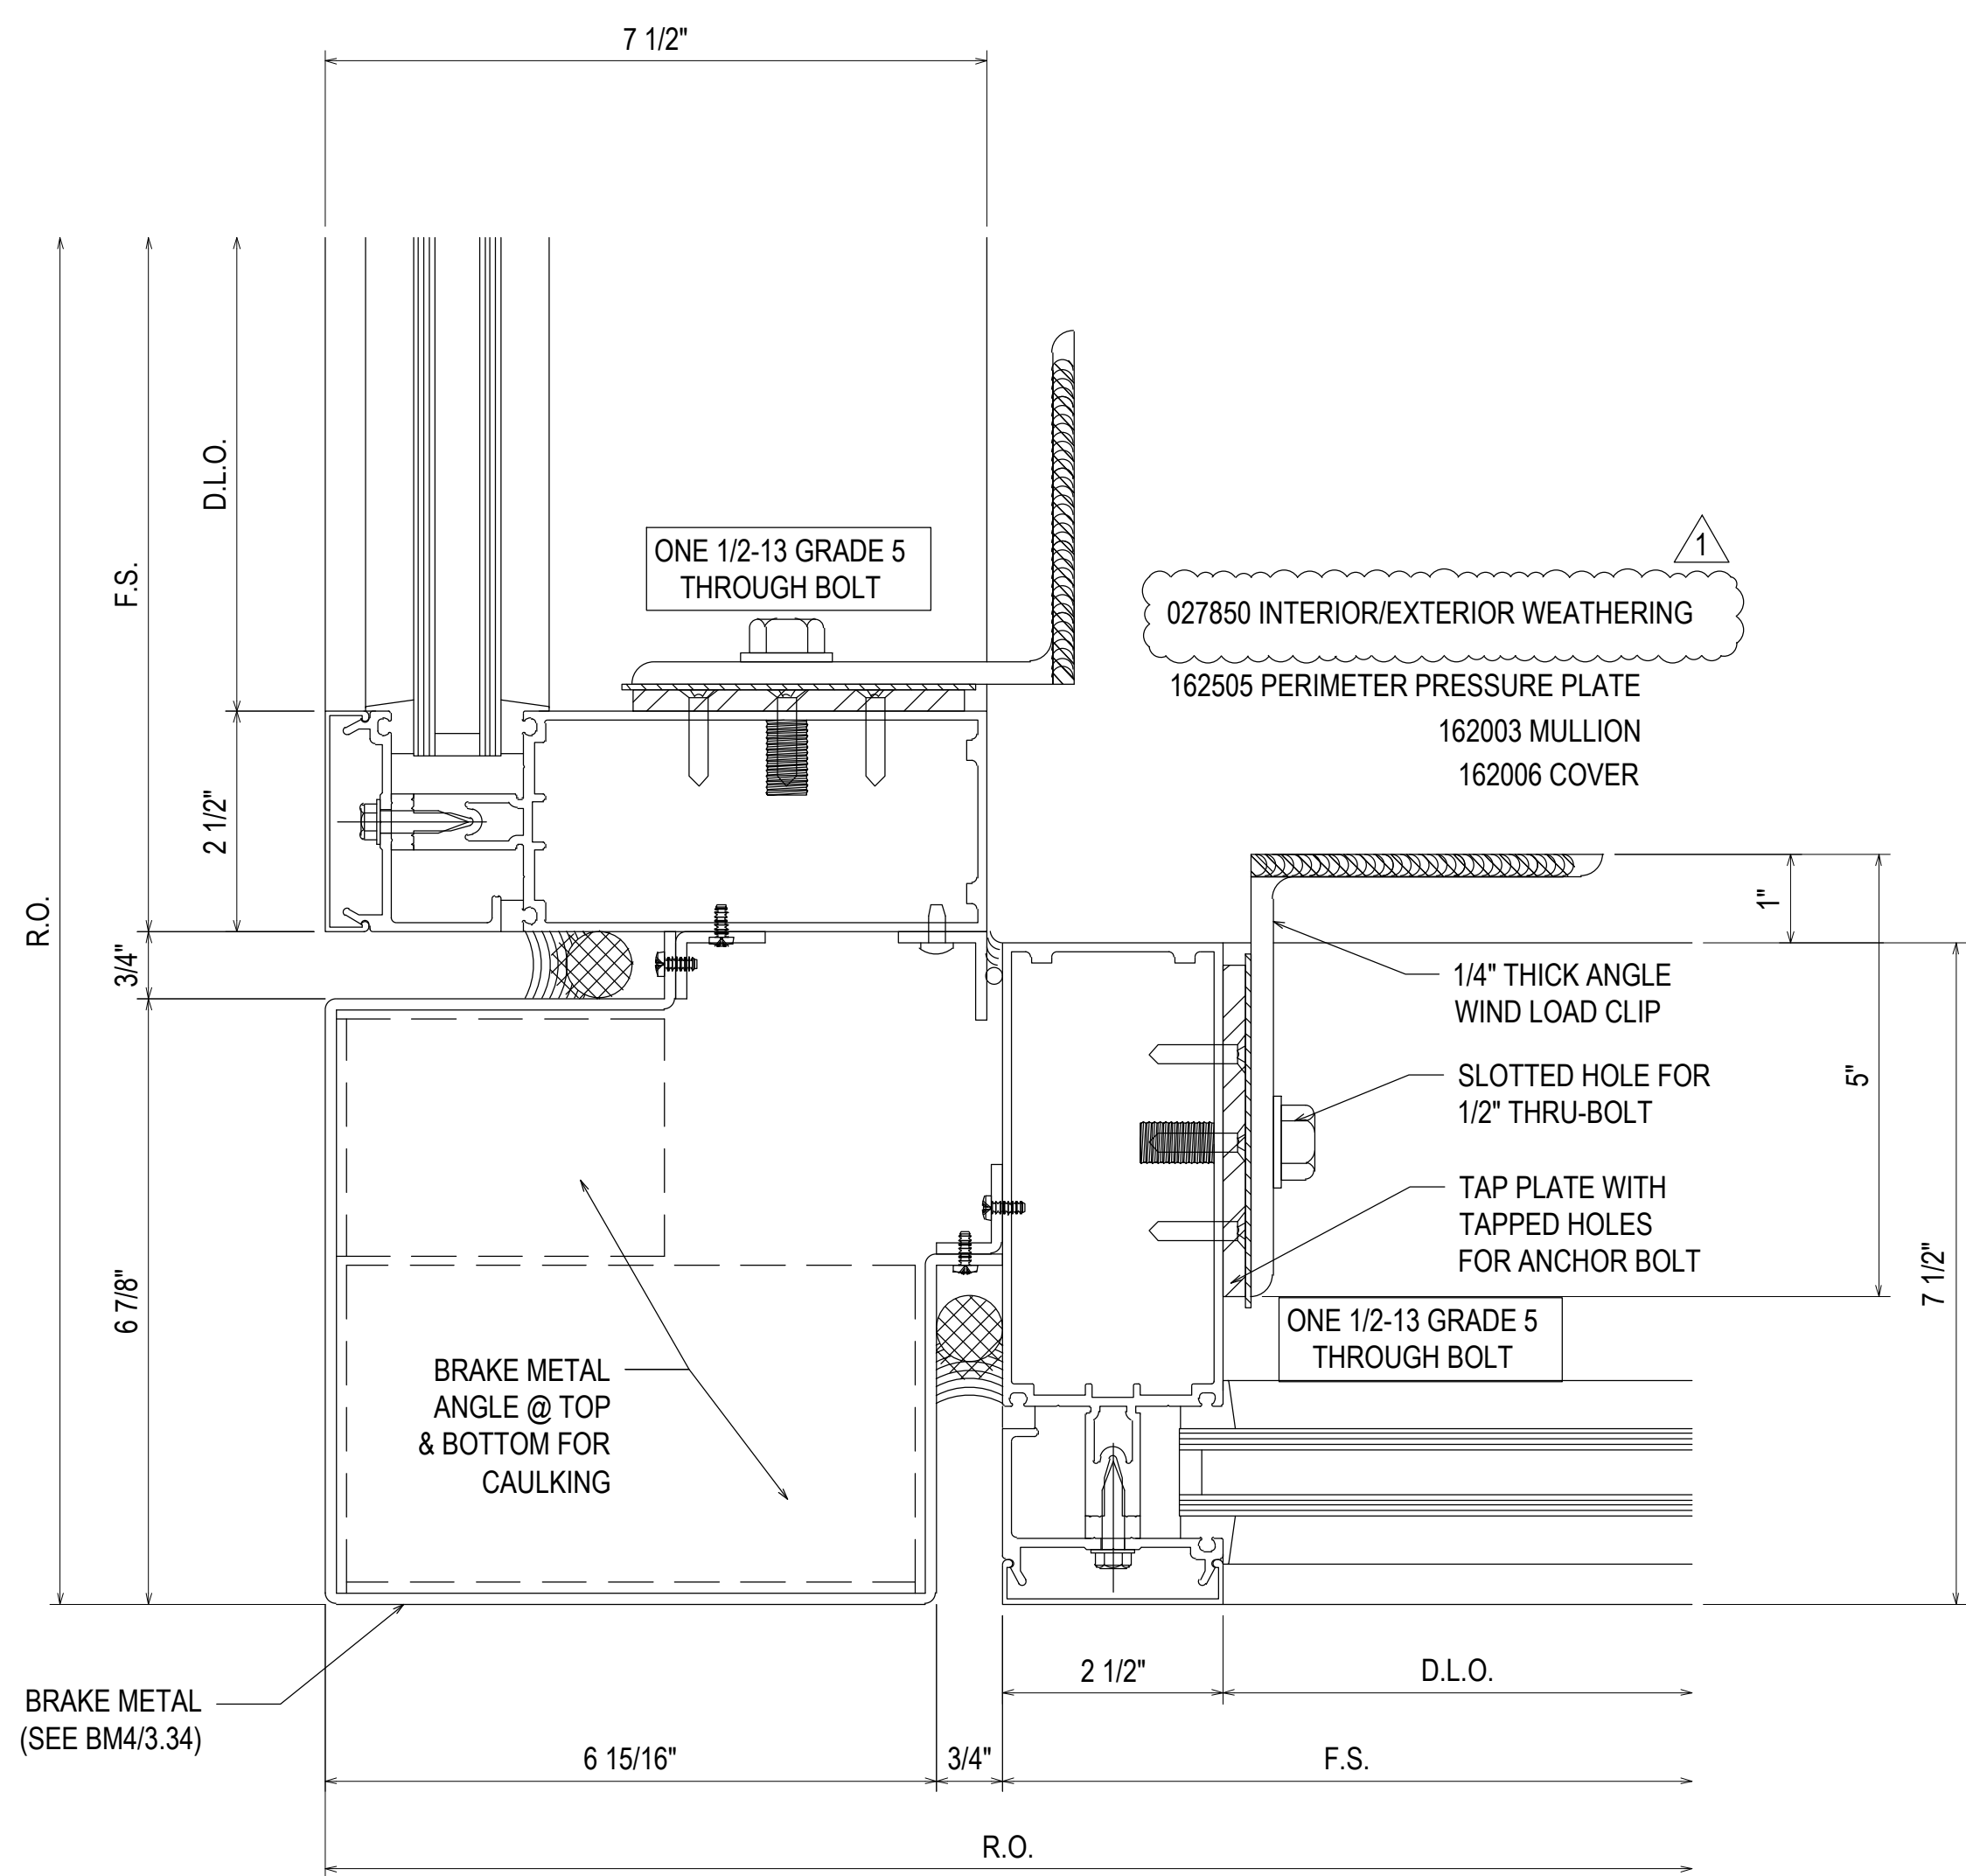 7 1/2"
D.L.O.
F.S.
R.O.
2 1/2"
3/4"
6 7/8"
ONE 1/2-13 GRADE 5
THROUGH BOLT
1
027850 INTERIOR/EXTERIOR WEATHERING
162505 PERIMETER PRESSURE PLATE
162003 MULLION
162006 COVER
1"
5"
7 1/2"
1/4" THICK ANGLE
WIND LOAD CLIP
SLOTTED HOLE FOR
1/2" THRU-BOLT
TAP PLATE WITH
TAPPED HOLES
FOR ANCHOR BOLT
ONE 1/2-13 GRADE 5
THROUGH BOLT
BRAKE METAL
ANGLE @ TOP
& BOTTOM FOR
CAULKING
BRAKE METAL
(SEE BM4/3.34)
2 1/2"
D.L.O.
6 15/16"
3/4"
F.S.
R.O.